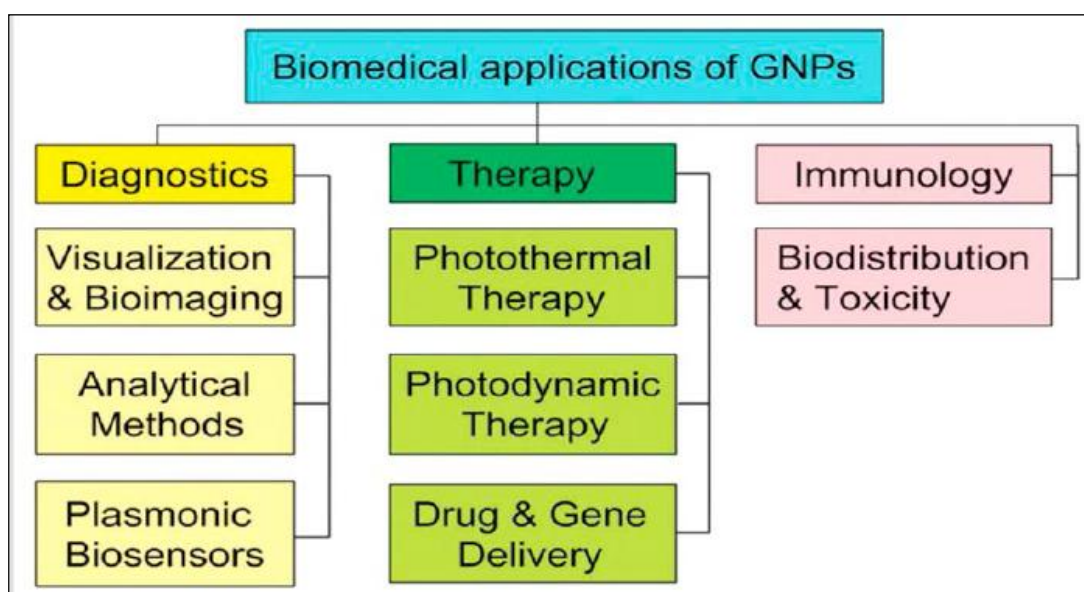 Biomedical applications of GNPs
Diagnostics
Visualization
& Bioimaging
Analytical
Methods
Plasmonic
Biosensors
Therapy
Photothermal
Therapy
Photodynamic
Therapy
Drug & Gene
Delivery
Immunology
Biodistribution
& Toxicity